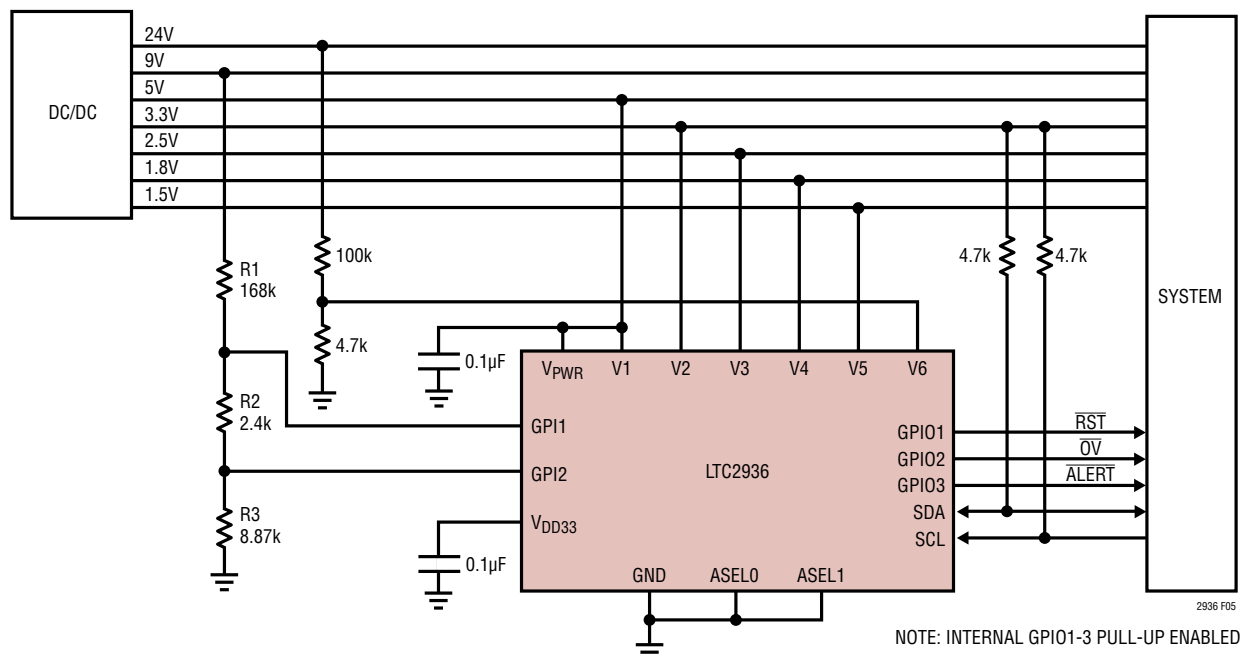 24V
9V
5V
3.3V
2.5V
1.8V
1.5V
DC/DC
R1
168k
100k
4.7k
4.7k
4.7k
SYSTEM
0.1µF
VPWR
V1
V2
V3
V4
V5
V6
R2
2.4k
GPI1
GPI2
LTC2936
GPIO1
RST
GPIO2
OV
GPIO3
ALERT
SDA
SCL
R3
8.87k
VDD33
0.1µF
GND
ASEL0
ASEL1
2936 F05
NOTE: INTERNAL GPIO1-3 PULL-UP ENABLED